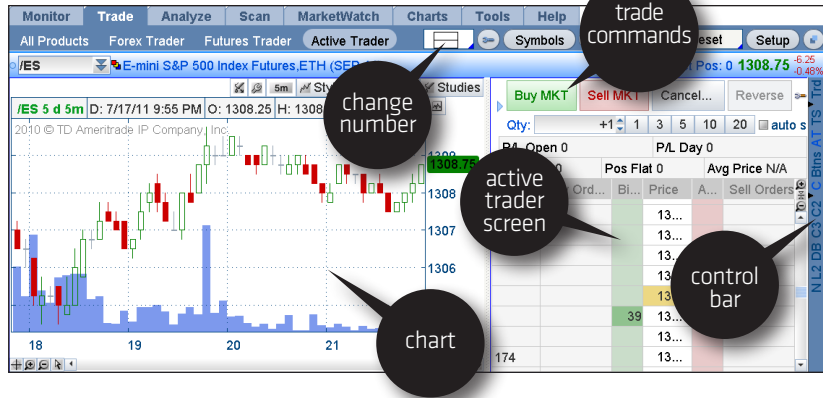 Monitor Trade Analyze Scan MarketWatch Charts Tools Help
All Products Forex Trader Futures Trader Active Trader Symbols Setup
trade
commands
/ES E-mini S&P 500 Index Futures,ETH Pos: 0 1308.75 -6.25
-0.48%
5m Studies
/ES 5 d 5m D: 7/17/11 9:55 PM O: 1308.25 H:
2010 © TD Ameritrade IP Company, Inc.
change
number
Buy MKT Sell MKT Cancel... Reverse
Qty: +1 1 3 5 10 20 auto s
P/L Open 0 P/L Day 0
Pos Flat 0 Avg Price N/A
Ord... Bi... Price A... Sell Orders
active
trader
screen
1309
1308.75
1308
1307
1306
13...
13...
13...
13
13
39 13...
13...
174 13...
control
bar
N L2 DB C3 C2 C Btns AT TS Trd
chart
18 19 20 21